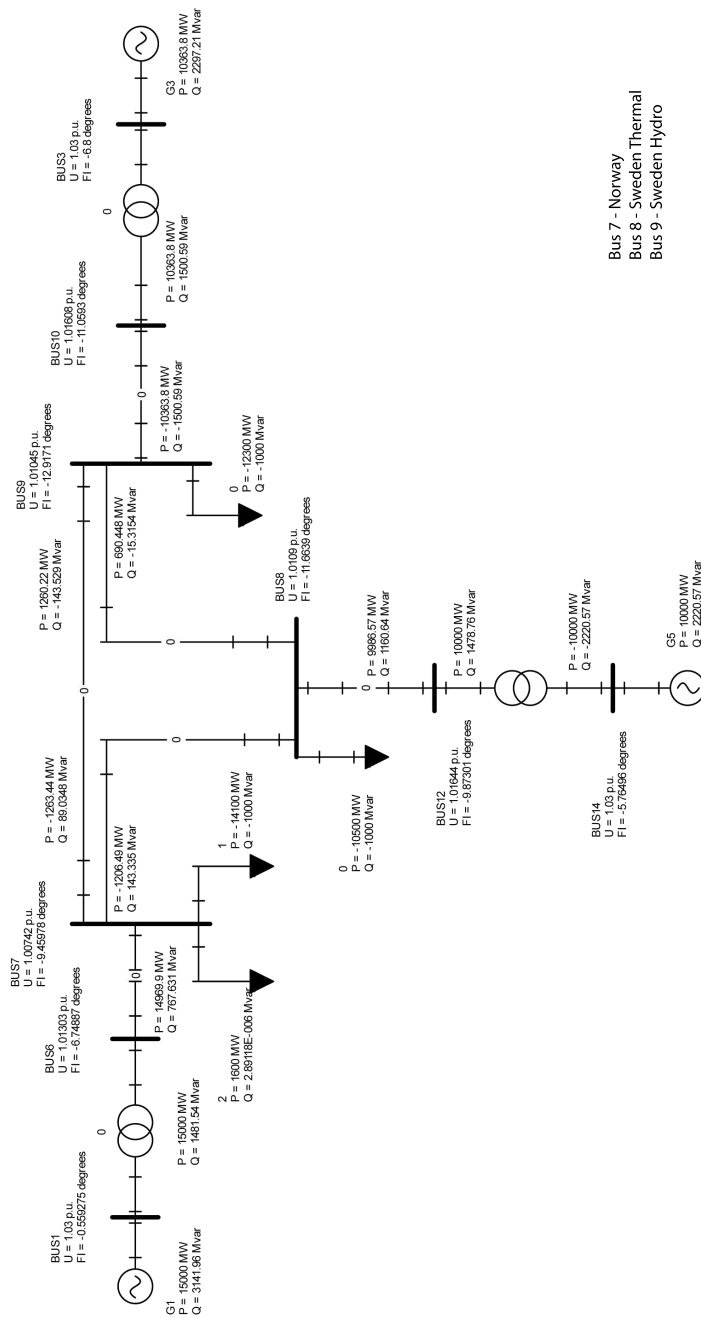 BUS1
U = 1.03 p.u.
FI = -0.559275 degrees
G1
P = 15000 MW
Q = 3141.96 Mvar
0
P = 15000 MW
Q = 1481.54 Mvar
BUS6
U = 1.01303 p.u.
FI = -6.74887 degrees
0
P = 14969.9 MW
Q = 767.631 Mvar
BUS7
U = 1.00742 p.u.
FI = -9.45978 degrees
2
P = 1600 MW
Q = 2.89118E-006 Mvar
1
P = -14100 MW
Q = -1000 Mvar
P = -1263.44 MW
Q = 89.0348 Mvar
P = -1206.49 MW
Q = 143.335 Mvar
0
0
0
P = 1260.22 MW
Q = -143.529 Mvar
P = 690.448 MW
Q = -15.3154 Mvar
BUS9
U = 1.01045 p.u.
FI = -12.9171 degrees
0
P = -12300 MW
Q = -1000 Mvar
P = -10363.8 MW
Q = -1500.59 Mvar
0
BUS10
U = 1.01608 p.u.
FI = -11.0593 degrees
P = 10363.8 MW
Q = 1500.59 Mvar
0
BUS3
U = 1.03 p.u.
FI = -6.8 degrees
G3
P = 10363.8 MW
Q = 2297.21 Mvar
BUS8
U = 1.0109 p.u.
FI = -11.6639 degrees
0
P = -10500 MW
Q = -1000 Mvar
0
P = 9986.57 MW
Q = 1160.64 Mvar
BUS12
U = 1.01644 p.u.
FI = -9.87301 degrees
P = 10000 MW
Q = 1478.76 Mvar
P = -10000 MW
Q = -2220.57 Mvar
BUS14
U = 1.03 p.u.
FI = -5.76496 degrees
G5
P = 10000 MW
Q = 2220.57 Mvar
Bus 7 - Norway
Bus 8 - Sweden Thermal
Bus 9 - Sweden Hydro